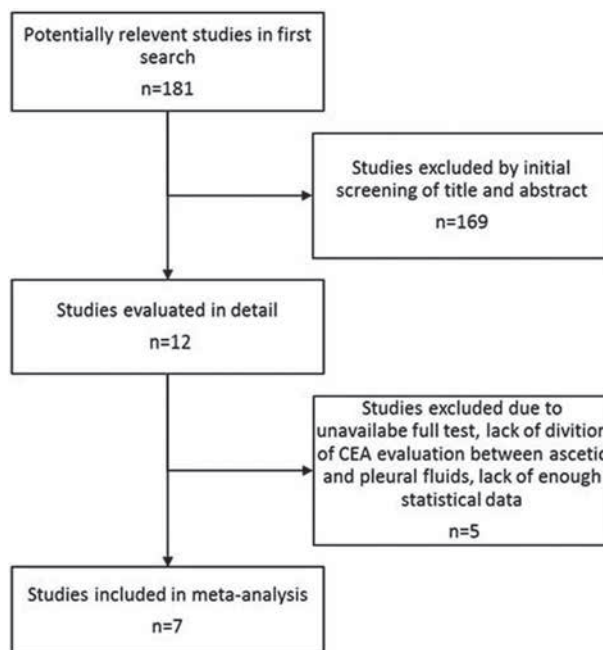 Potentially relevent studies in first
search
n=181
Studies excluded by initial
screening of title and abstract
n=169
Studies evaluated in detail
n=12
Studies excluded due to
unavailabe full test, lack of divition
of CEA evaluation between ascetic
and pleural fluids, lack of enough
statistical data
n=5
Studies included in meta-analysis
n=7